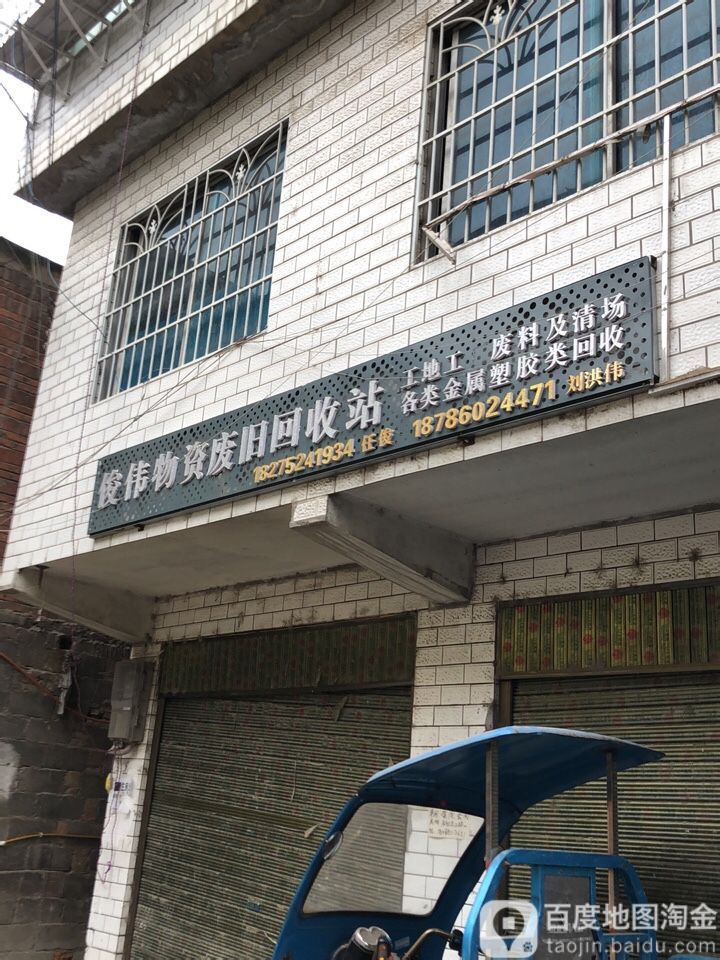 俊伟物资废旧回收站
工地工 废料及清场
各类金属塑胶类回收
18275241934 任俊 18786024471 刘洪伟
百度地图淘金
taojin.baidu.com